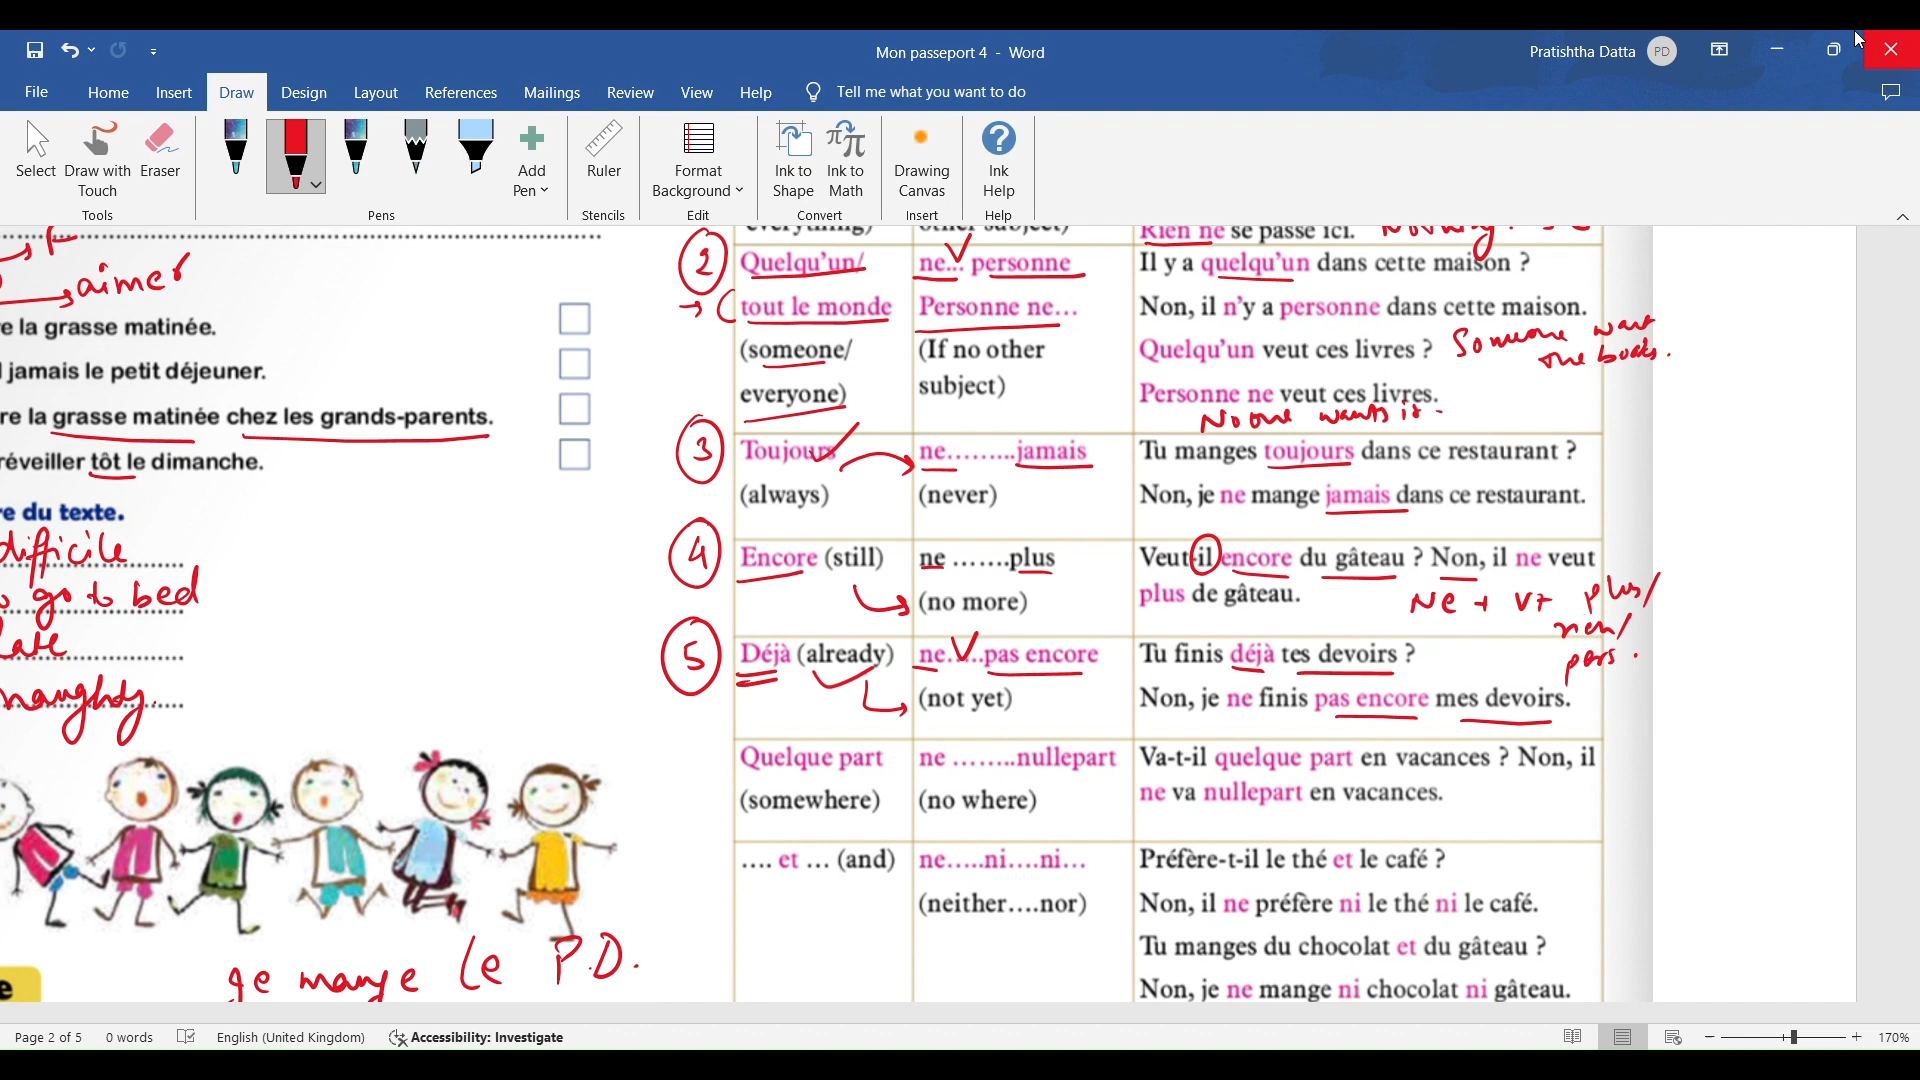 Mon passeport 4 - Word
Pratishtha Datta
PD
File Home Insert Draw Design Layout References Mailings Review View Help Tell me what you want to do
Select
Draw with Touch
Eraser
Add Pen
Ruler
Format Background
Ink to Shape
Ink to Math
Drawing Canvas
Ink Help
Tools
Pens
Stencils
Edit
Convert
Insert
Help
aimer
re la grasse matinée.
l jamais le petit déjeuner.
re la grasse matinée chez les grands-parents.
réveiller tôt le dimanche.
re du texte.
difficile
go to bed
late
naughty.
e
Je mange le P.D.
everything)
other subject)
Rien ne se passe ici.
2
Quelqu'un/
tout le monde
(someone/
everyone)
ne... personne
Personne ne...
(If no other
subject)
Il y a quelqu'un dans cette maison ?
Non, il n'y a personne dans cette maison.
Quelqu'un veut ces livres ?
Someone want
the books.
Personne ne veut ces livres.
No one wants it.
3
Toujours
(always)
ne........jamais
(never)
Tu manges toujours dans ce restaurant ?
Non, je ne mange jamais dans ce restaurant.
4
Encore (still)
ne .......plus
(no more)
Veut-il encore du gâteau ? Non, il ne veut
plus de gâteau.
Ne + V+ plus/
rien/
pas.
5
Déjà (already)
ne.....pas encore
(not yet)
Tu finis déjà tes devoirs ?
Non, je ne finis pas encore mes devoirs.
Quelque part
(somewhere)
ne ........nullepart
(no where)
Va-t-il quelque part en vacances ? Non, il
ne va nullepart en vacances.
.... et ... (and)
ne.....ni....ni...
(neither....nor)
Préfère-t-il le thé et le café ?
Non, il ne préfère ni le thé ni le café.
Tu manges du chocolat et du gâteau ?
Non, je ne mange ni chocolat ni gâteau.
Page 2 of 5
0 words
English (United Kingdom)
Accessibility: Investigate
170%